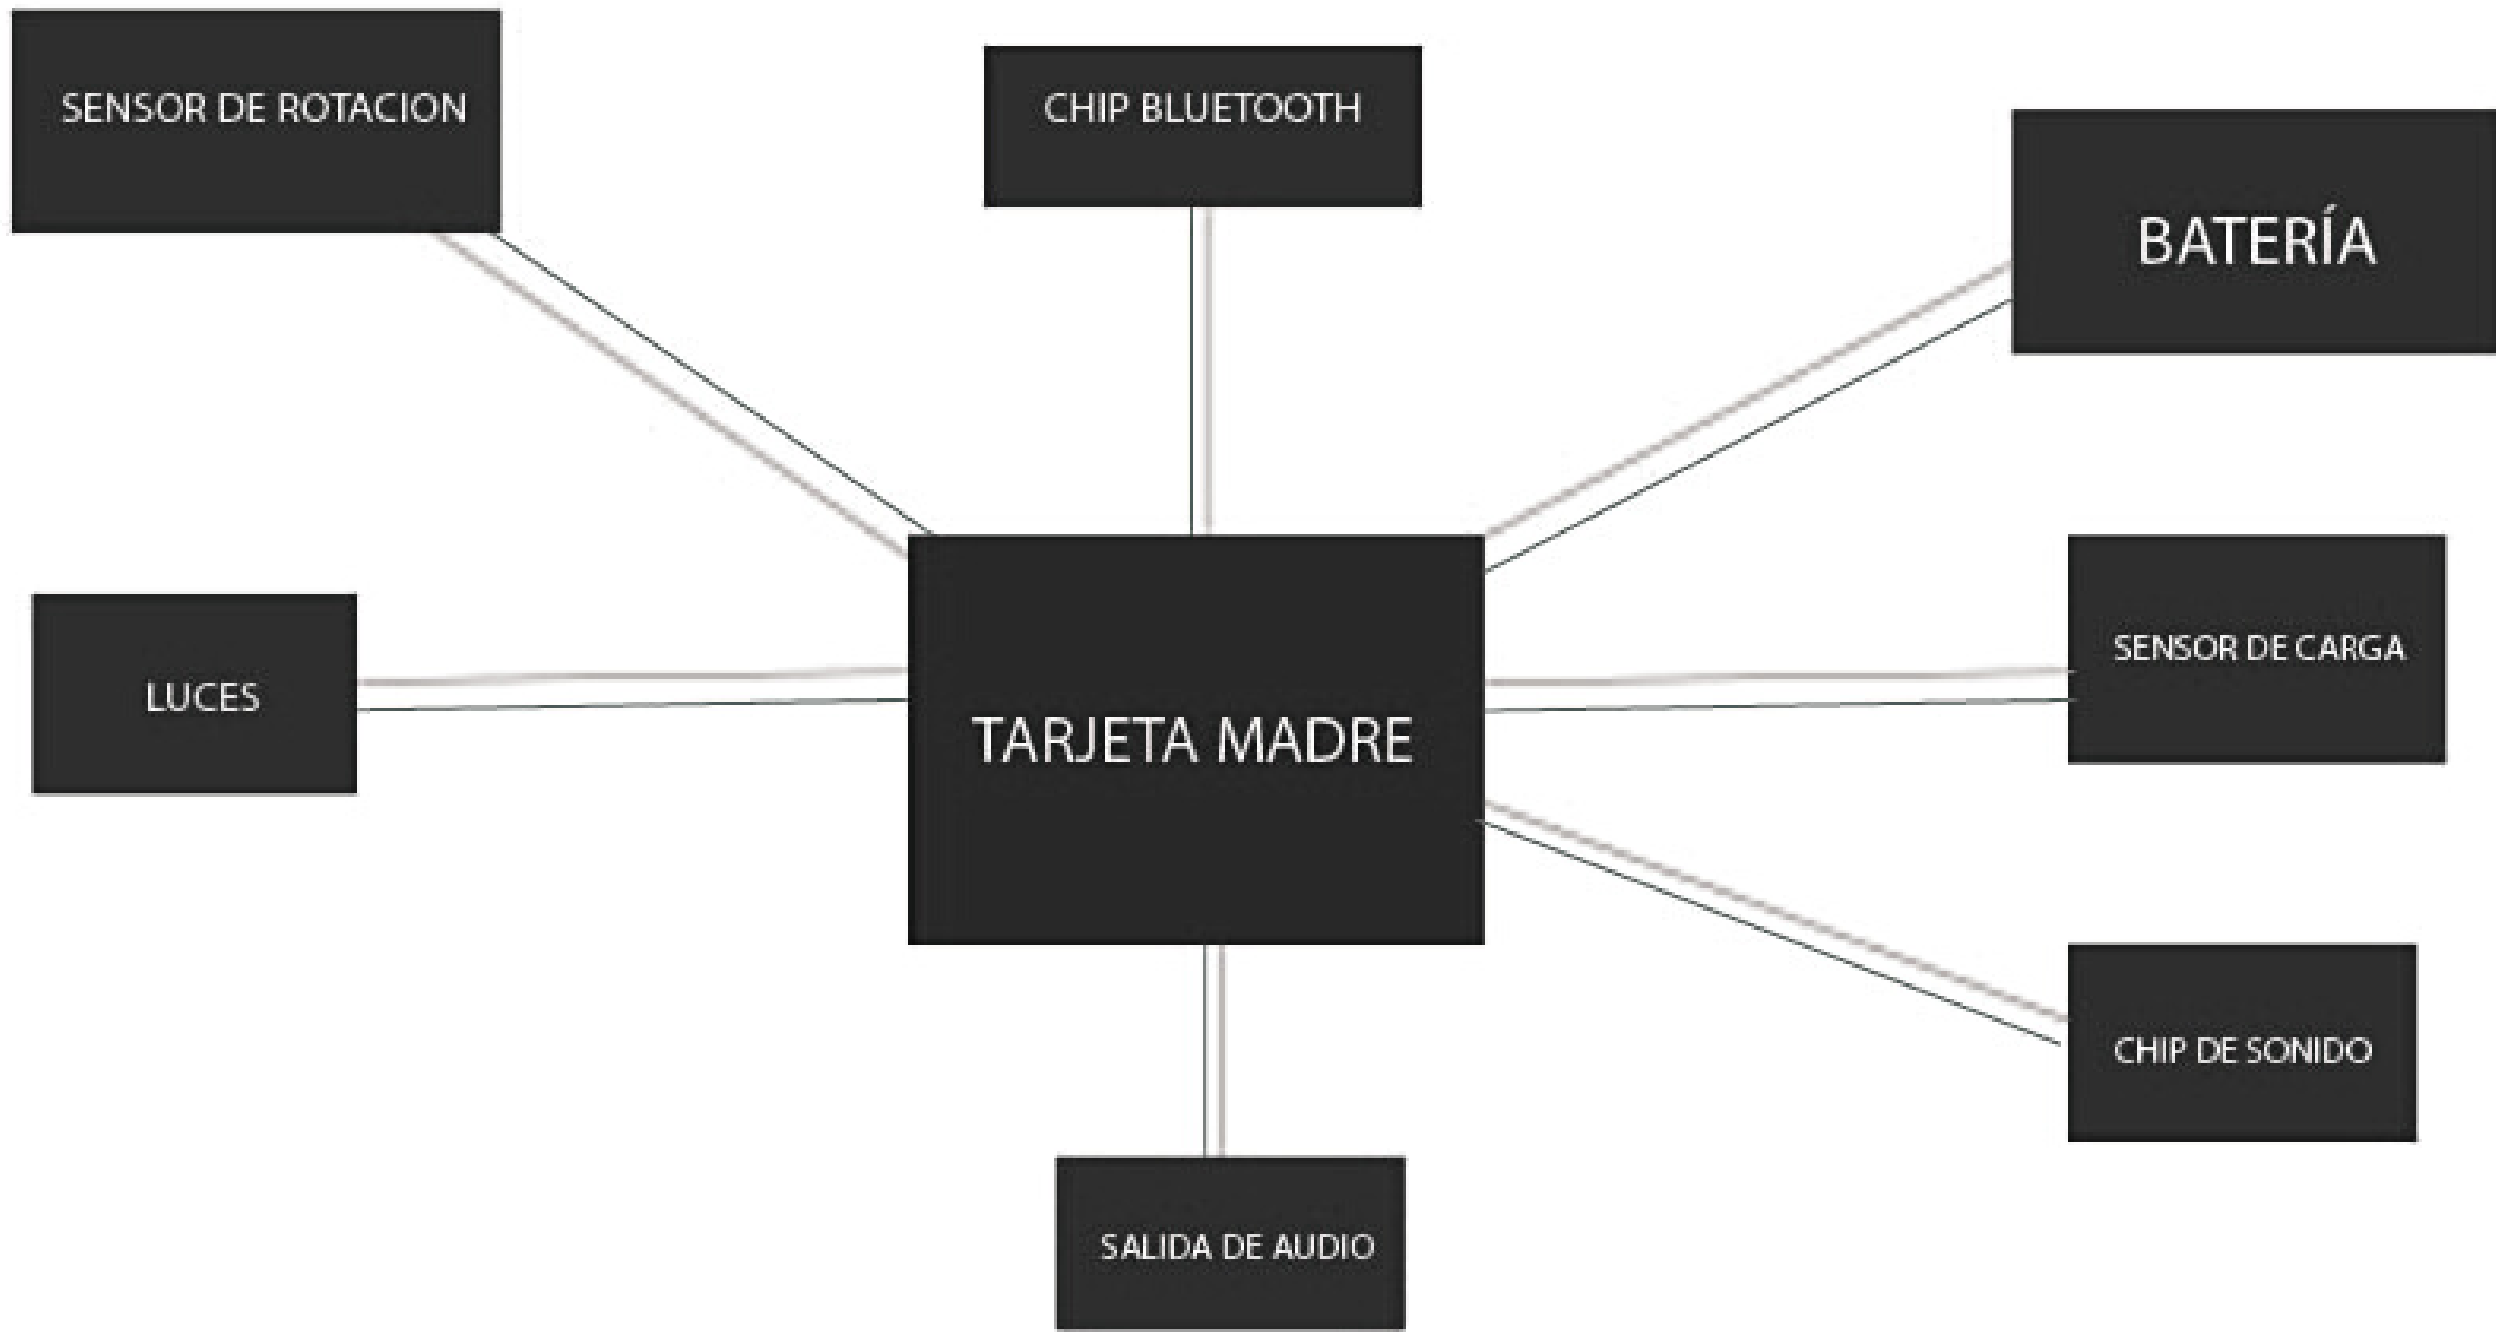 SENSOR DE ROTACION
CHIP BLUETOOTH
BATERÍA
LUCES
TARJETA MADRE
SENSOR DE CARGA
CHIP DE SONIDO
SALIDA DE AUDIO